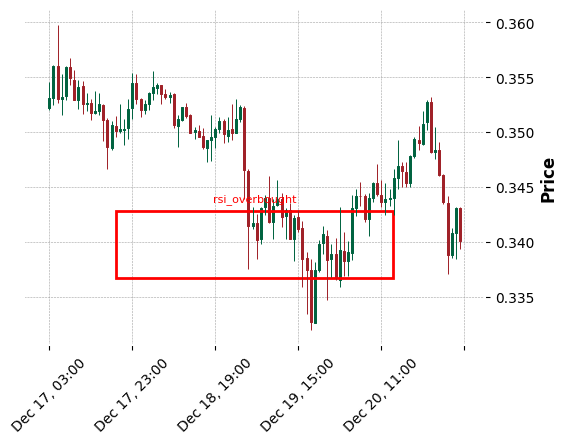 0.360
0.355
0.350
0.345
0.340
0.335
Price
rsi_overbought
Dec 17, 03:00
Dec 17, 23:00
Dec 18, 19:00
Dec 19, 15:00
Dec 20, 11:00